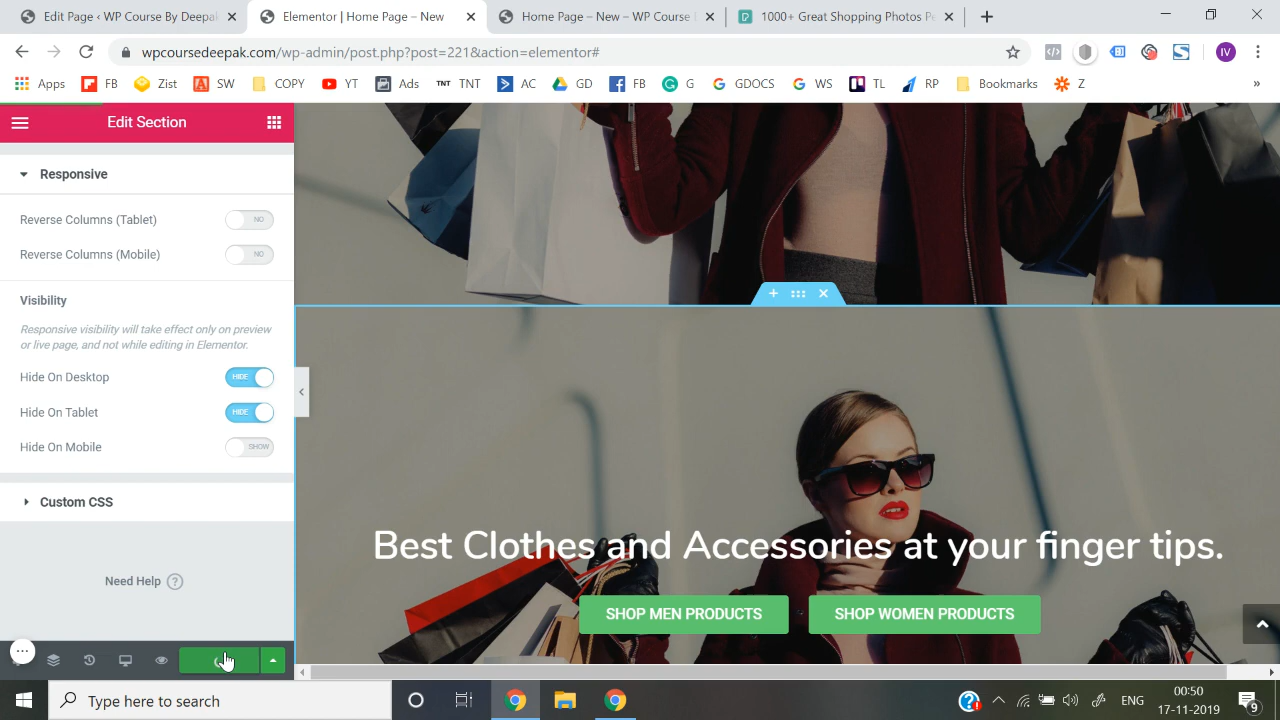 Edit Page ‹ WP Course By Deepak
Elementor | Home Page – New
Home Page – New – WP Course
1000+ Great Shopping Photos Pe
wpcoursedeepak.com/wp-admin/post.php?post=221&action=elementor#
IV
Apps
FB
Zist
SW
COPY
YT
Ads
TNT TNT
AC
GD
FB
G
GDOCS
WS
TL
RP
Bookmarks
Z
»
Edit Section
Responsive
Reverse Columns (Tablet)
NO
Reverse Columns (Mobile)
NO
Visibility
Responsive visibility will take effect only on preview
or live page, and not while editing in Elementor.
Hide On Desktop
HIDE
Hide On Tablet
HIDE
Hide On Mobile
SHOW
Custom CSS
Need Help ?
Best Clothes and Accessories at your finger tips.
SHOP MEN PRODUCTS
SHOP WOMEN PRODUCTS
Type here to search
ENG
00:50
17-11-2019
9